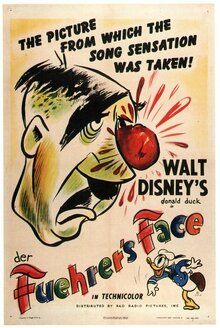 THE PICTURE
FROM WHICH THE
SONG SENSATION
WAS TAKEN!
WALT
DISNEY'S
donald duck
in
der
Fuehrer's Face
IN TECHNICOLOR
DISTRIBUTED BY RKO RADIO PICTURES, INC.